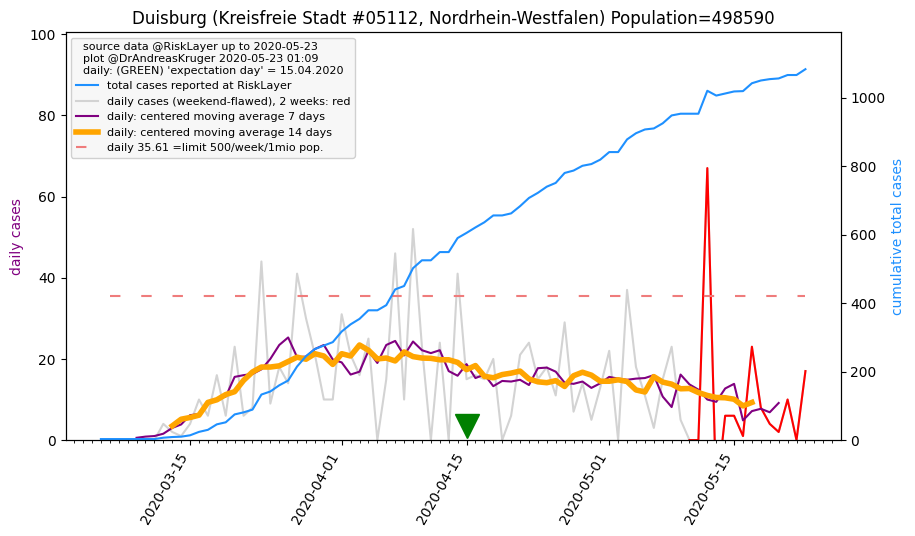 Duisburg (Kreisfreie Stadt #05112, Nordrhein-Westfalen) Population=498590
source data @RiskLayer up to 2020-05-23
plot @DrAndreasKruger 2020-05-23 01:09
daily: (GREEN) 'expectation day' = 15.04.2020
total cases reported at RiskLayer
daily cases (weekend-flawed), 2 weeks: red
daily: centered moving average 7 days
daily: centered moving average 14 days
daily 35.61 =limit 500/week/1mio pop.
daily cases
100
80
60
40
20
0
cumulative total cases
1000
800
600
400
200
0
2020-03-15
2020-04-01
2020-04-15
2020-05-01
2020-05-15